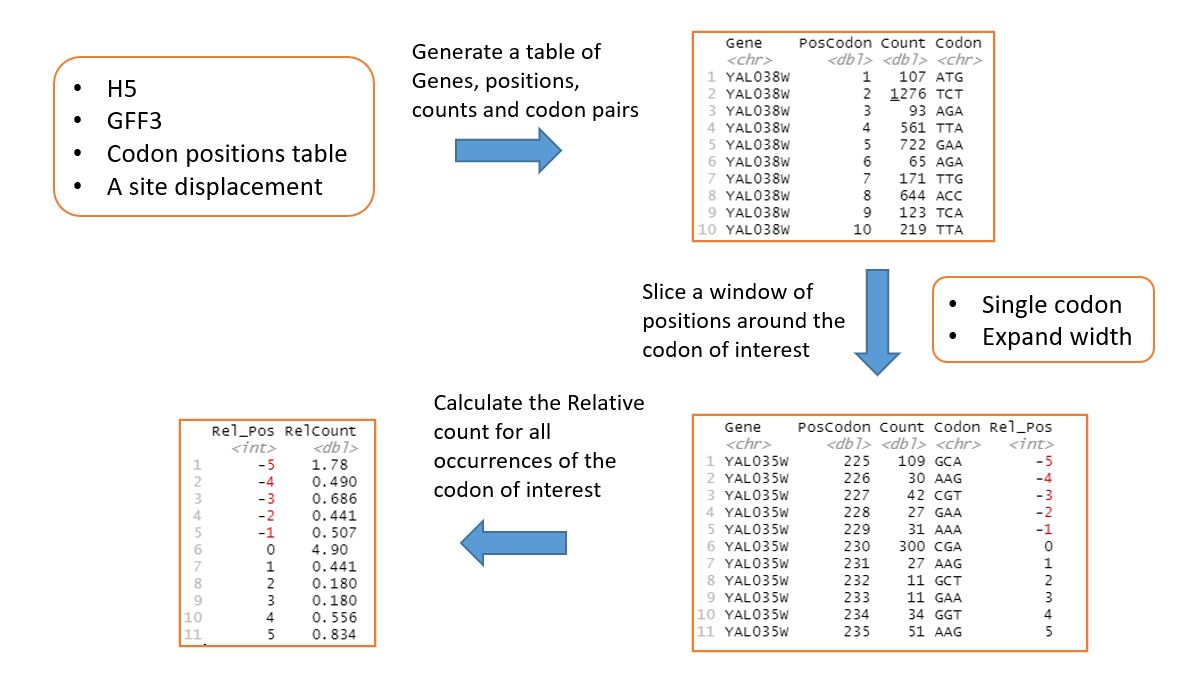 • H5
• GFF3
• Codon positions table
• A site displacement
Generate a table of
Genes, positions,
counts and codon pairs
Gene PosCodon Count Codon
<chr> <dbl> <dbl> <chr>
1 YAL038W 1 107 ATG
2 YAL038W 2 1276 TCT
3 YAL038W 3 93 AGA
4 YAL038W 4 561 TTA
5 YAL038W 5 722 GAA
6 YAL038W 6 65 AGA
7 YAL038W 7 171 TTG
8 YAL038W 8 644 ACC
9 YAL038W 9 123 TCA
10 YAL038W 10 219 TTA
Slice a window of
positions around the
codon of interest
• Single codon
• Expand width
Gene PosCodon Count Codon Rel_Pos
<chr> <dbl> <dbl> <chr> <int>
1 YAL035W 225 109 GCA -5
2 YAL035W 226 30 AAG -4
3 YAL035W 227 42 CGT -3
4 YAL035W 228 27 GAA -2
5 YAL035W 229 31 AAA -1
6 YAL035W 230 300 CGA 0
7 YAL035W 231 27 AAG 1
8 YAL035W 232 11 GCT 2
9 YAL035W 233 11 GAA 3
10 YAL035W 234 34 GGT 4
11 YAL035W 235 51 AAG 5
Calculate the Relative
count for all
occurrences of the
codon of interest
Rel_Pos RelCount
<int> <dbl>
1 -5 1.78
2 -4 0.490
3 -3 0.686
4 -2 0.441
5 -1 0.507
6 0 4.90
7 1 0.441
8 2 0.180
9 3 0.180
10 4 0.556
11 5 0.834